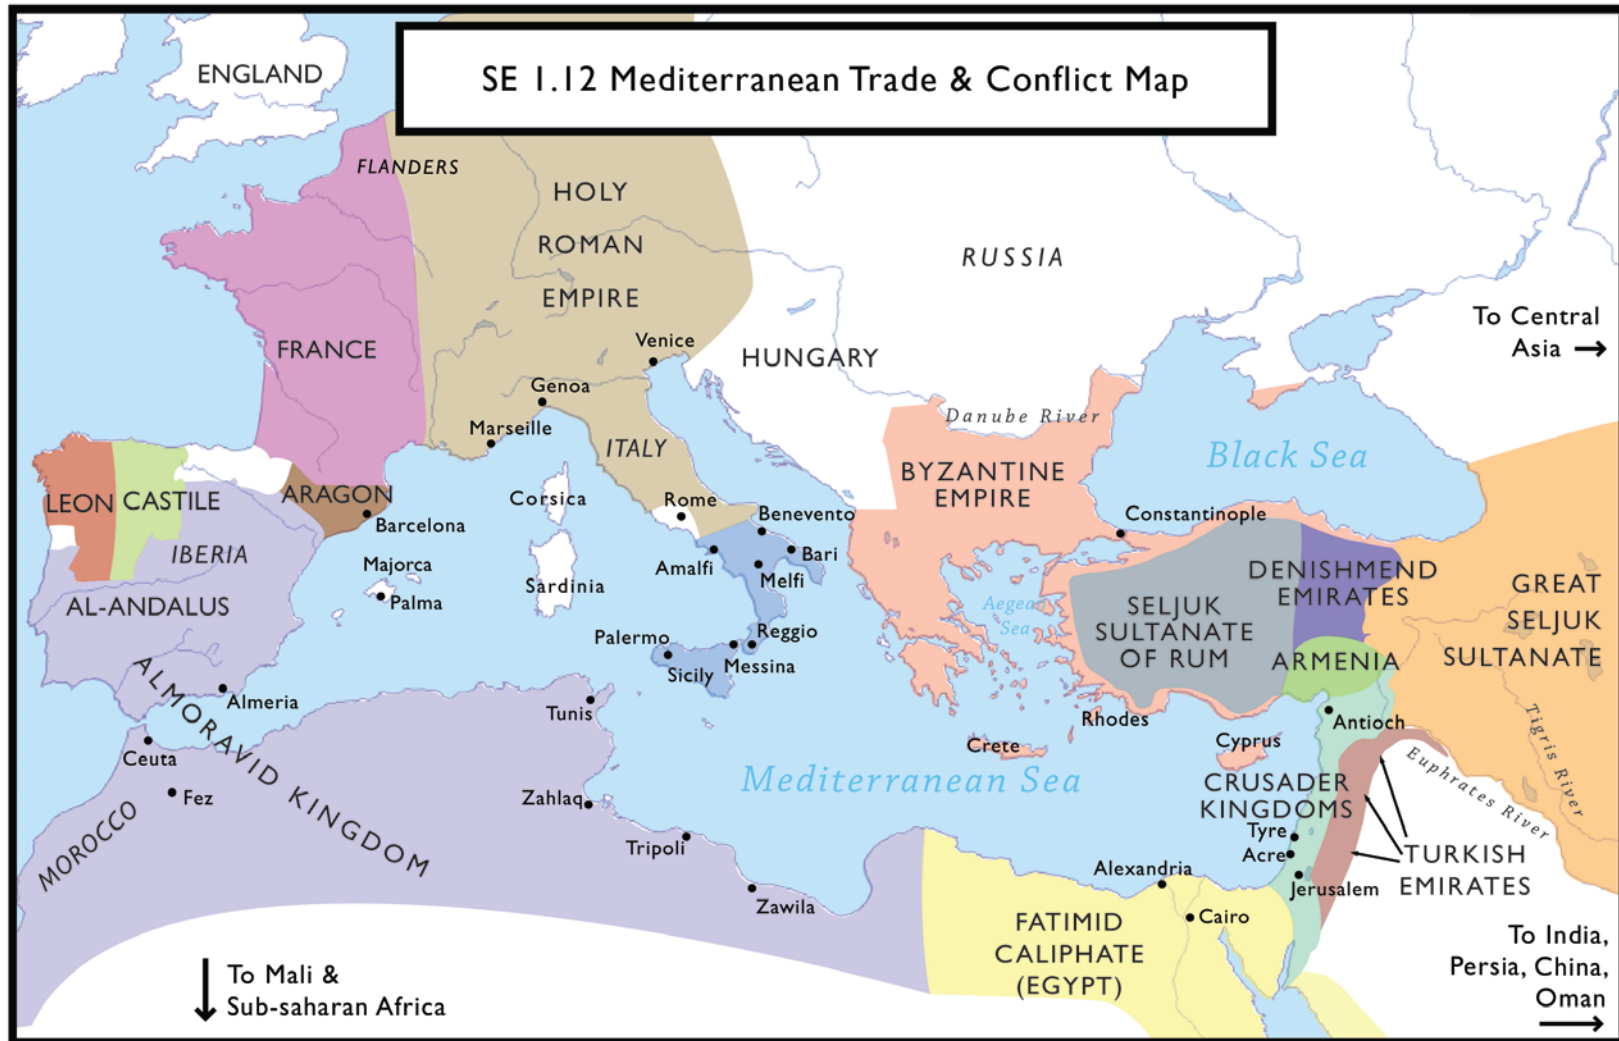 SE 1.12 Mediterranean Trade & Conflict Map
ENGLAND
FLANDERS
HOLY
ROMAN
EMPIRE
RUSSIA
To Central
Asia →
FRANCE
Venice
HUNGARY
Genoa
Marseille
ITALY
Danube River
Black Sea
LEON
CASTILE
ARAGON
Barcelona
Corsica
Rome
Benevento
BYZANTINE
EMPIRE
Constantinople
IBERIA
Majorca
Palma
Sardinia
Amalfi
Bari
Melfi
AL-ANDALUS
Aegean
Sea
SELJUK
SULTANATE
OF RUM
DENISHMEND
EMIRATES
GREAT
SELJUK
SULTANATE
ARMENIA
Palermo
Reggio
Messina
Sicily
Almeria
ALMORAVID KINGDOM
Tunis
Rhodes
Antioch
Tigris River
Ceuta
Crete
Cyprus
Euphrates River
Fez
MOROCCO
Zahlaq
Mediterranean Sea
CRUSADER
KINGDOMS
Tyre
Acre
Jerusalem
TURKISH
EMIRATES
Tripoli
Zawila
Alexandria
Cairo
FATIMID
CALIPHATE
(EGYPT)
To Mali &
Sub-saharan Africa
To India,
Persia, China,
Oman